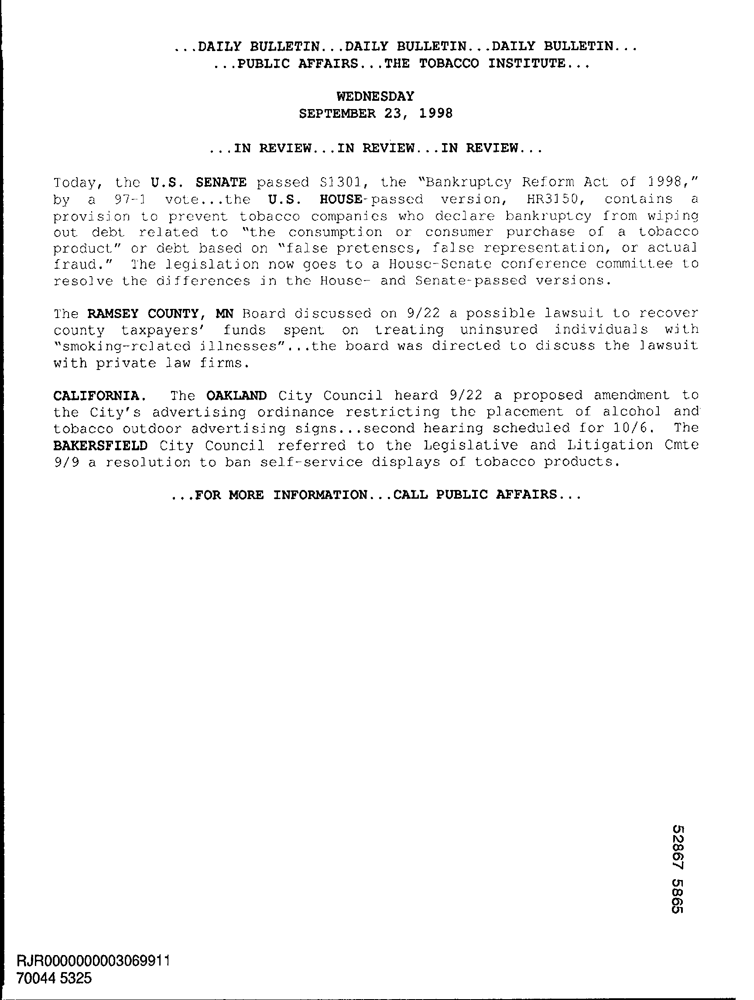 ...DAILY BULLETIN...DAILY BULLETIN...DAILY BULLETIN...
...PUBLIC AFFAIRS...THE TOBACCO INSTITUTE...
WEDNESDAY
SEPTEMBER 23, 1998
...IN REVIEW...IN REVIEW...IN REVIEW...
Today, the U.S. SENATE passed S1301, the "Bankruptcy Reform Act of 1998,"
by a 97-1 vote...the U.S. HOUSE-passed version, HR3150, contains a
provision to prevent tobacco companies who declare bankruptcy from wiping
out debt related to "the consumption or consumer purchase of a tobacco
product" or debt based on "false pretenses, false representation, or actual
fraud." The legislation now goes to a House-Senate conference committee to
resolve the differences in the House- and Senate-passed versions.
The RAMSEY COUNTY, MN Board discussed on 9/22 a possible lawsuit to recover
county taxpayers' funds spent on treating uninsured individuals with
"smoking-related illnesses"...the board was directed to discuss the lawsuit
with private law firms.
CALIFORNIA. The OAKLAND City Council heard 9/22 a proposed amendment to
the City's advertising ordinance restricting the placement of alcohol and
tobacco outdoor advertising signs...second hearing scheduled for 10/6. The
BAKERSFIELD City Council referred to the Legislative and Litigation Cmte
9/9 a resolution to ban self-service displays of tobacco products.
...FOR MORE INFORMATION...CALL PUBLIC AFFAIRS...
52867 5865
RJR0000000003069911
70044 5325